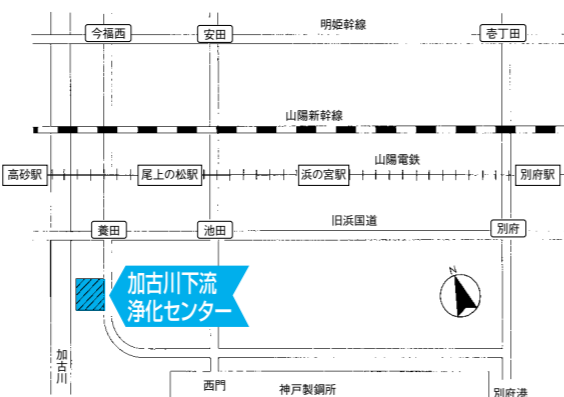 明姫幹線
今福西
安田
壱丁田
山陽新幹線
山陽電鉄
高砂駅
尾上の松駅
浜の宮駅
別府駅
旧浜国道
養田
池田
別府
加古川下流
浄化センター
N
加古川
西門
神戸製鋼所
別府港